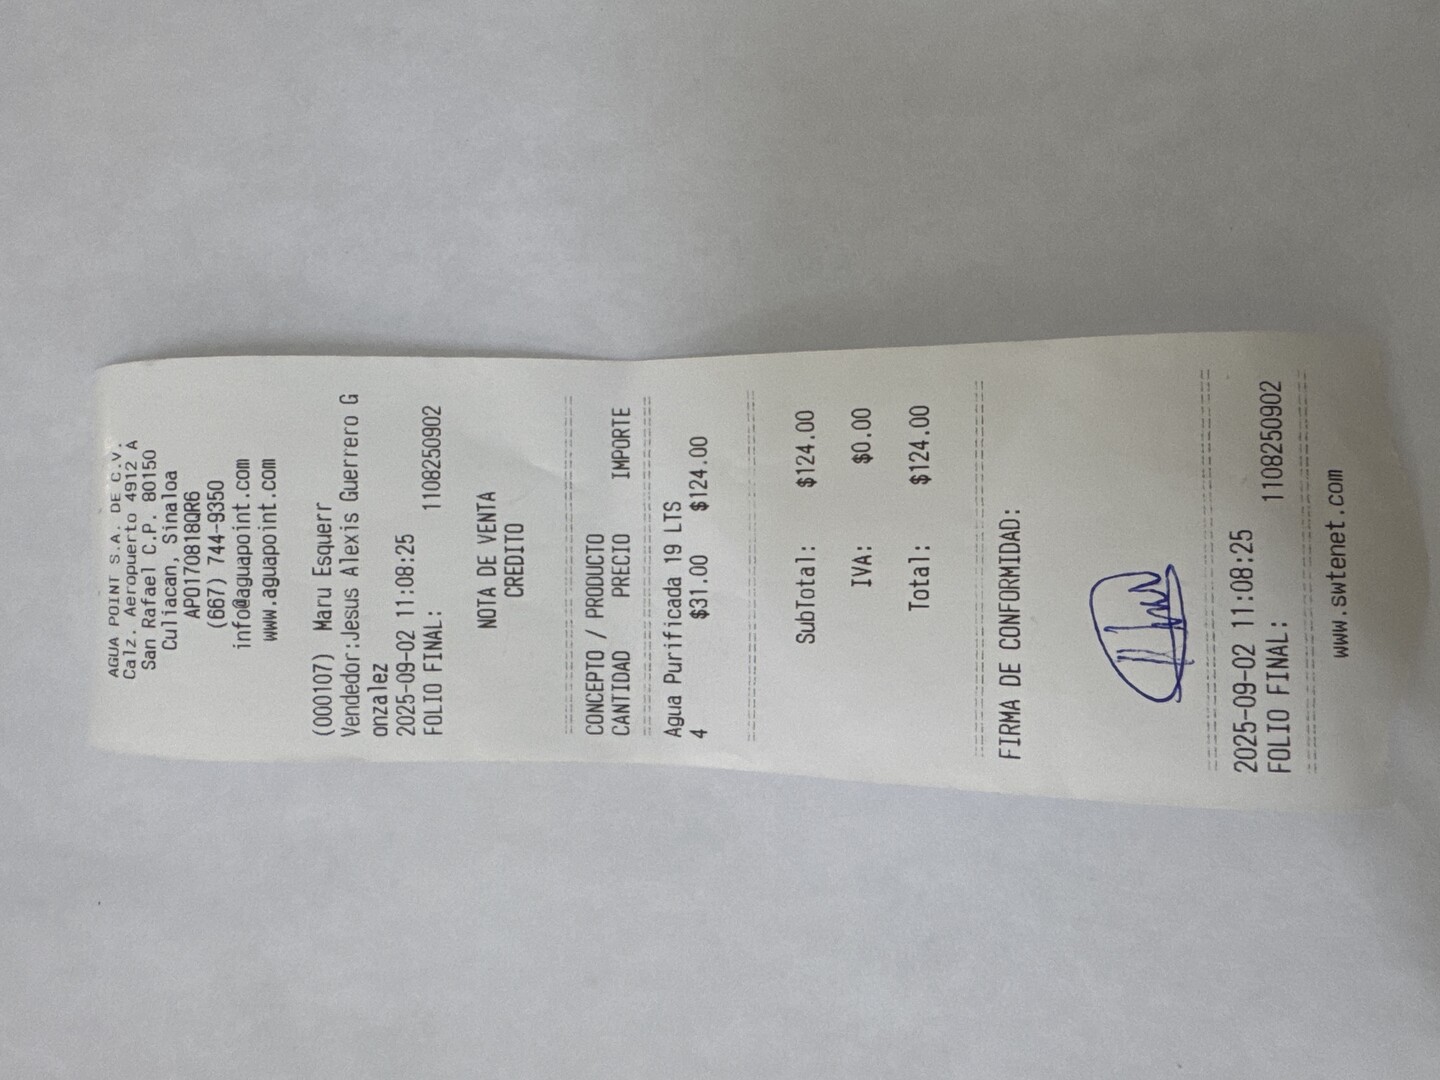 AGUA POINT S.A. DE C.V.
Calz. Aeropuerto 4912 A
San Rafael C.P. 80150
Culiacan, Sinaloa
APO170818QR6
(667) 744-9350
info@aguapoint.com
www.aguapoint.com
(000107) Maru Esquerr
Vendedor:Jesus Alexis Guerrero G
onzalez
2025-09-02 11:08:25
FOLIO FINAL: 1108250902
NOTA DE VENTA
CREDITO
CONCEPTO / PRODUCTO
CANTIDAD PRECIO IMPORTE
Agua Purificada 19 LTS
4 $31.00 $124.00
SubTotal: $124.00
IVA: $0.00
Total: $124.00
FIRMA DE CONFORMIDAD:
2025-09-02 11:08:25
FOLIO FINAL: 1108250902
www.swtenet.com